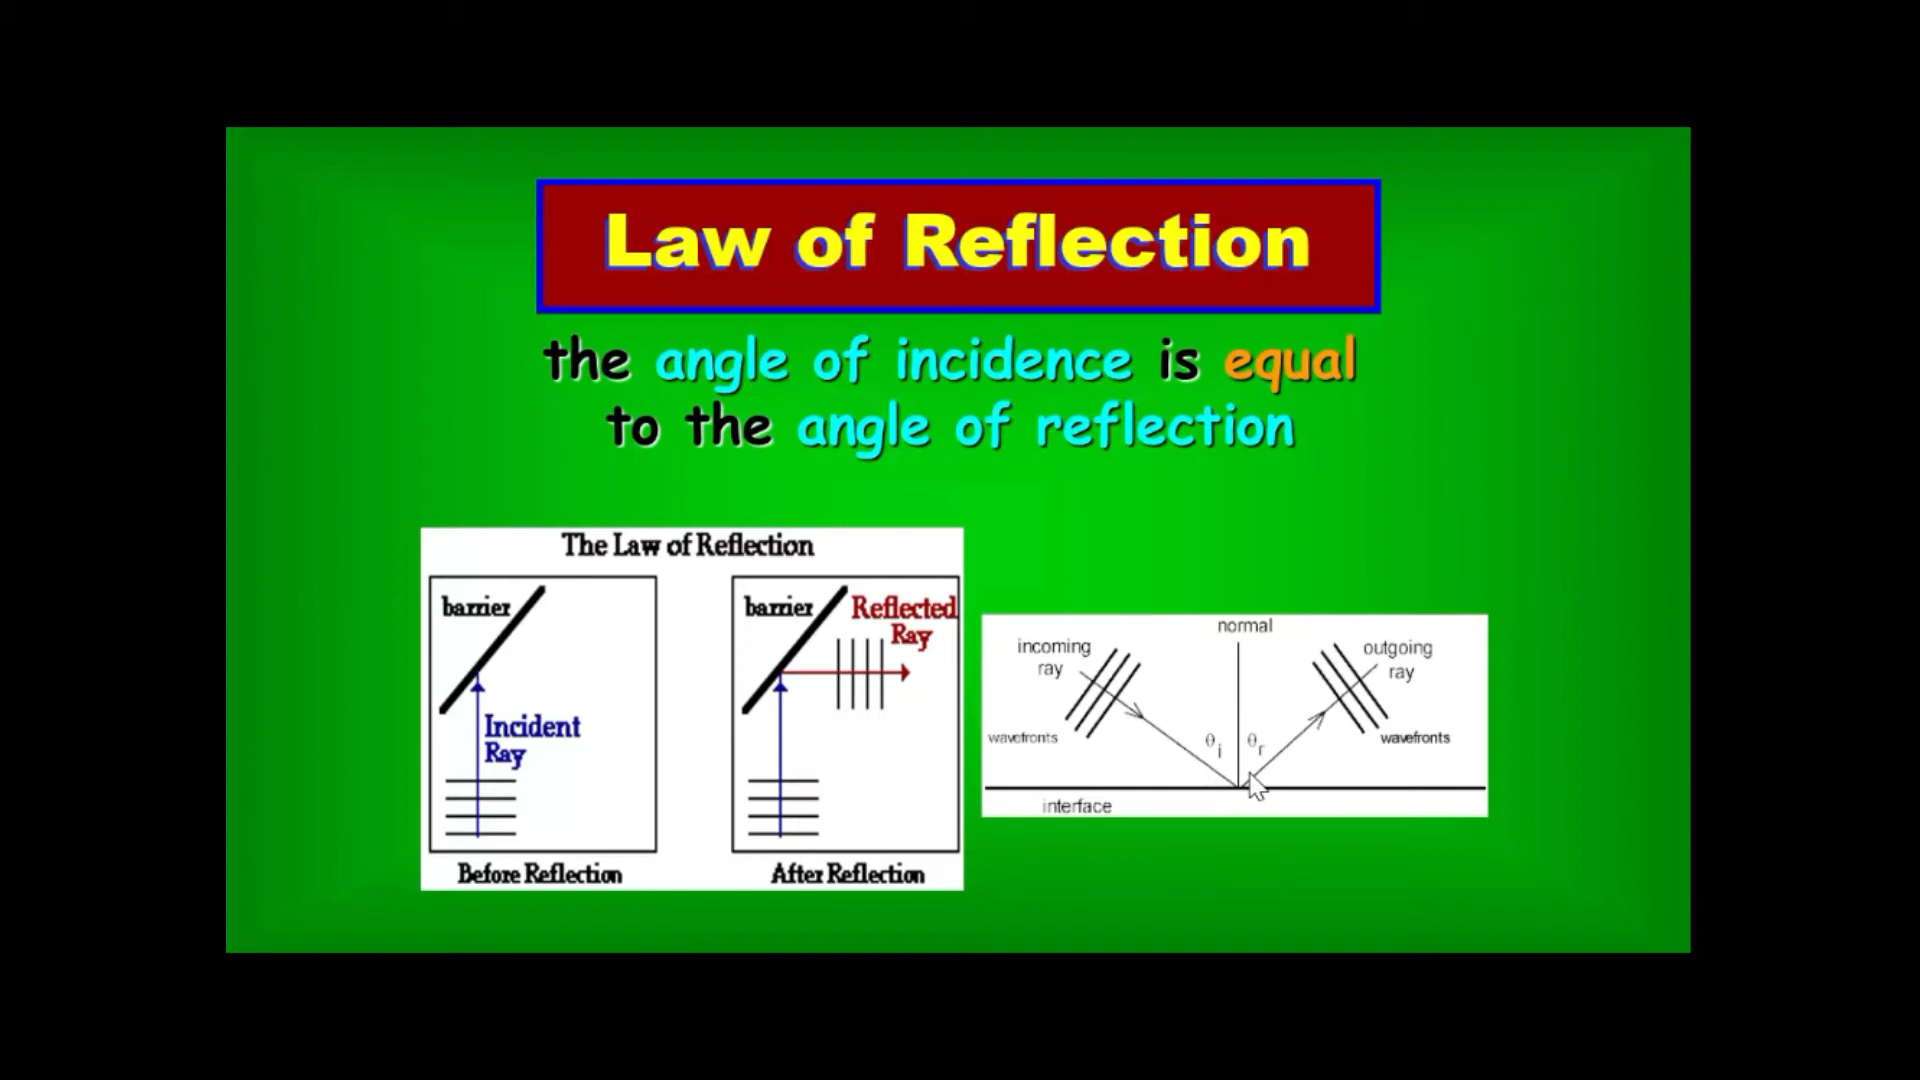 Law of Reflection
the angle of incidence is equal
to the angle of reflection
The Law of Reflection
barrier
Incident
Ray
Before Reflection
barrier
Reflected
Ray
After Reflection
normal
incoming
ray
outgoing
ray
wavefronts
θi
θr
wavefronts
interface